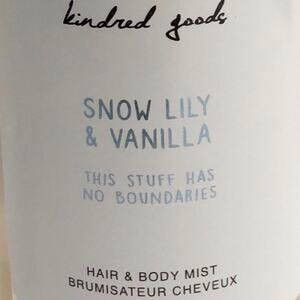 kindred goods
SNOW LILY
& VANILLA
THIS STUFF HAS
NO BOUNDARIES
HAIR & BODY MIST
BRUMISATEUR CHEVEUX